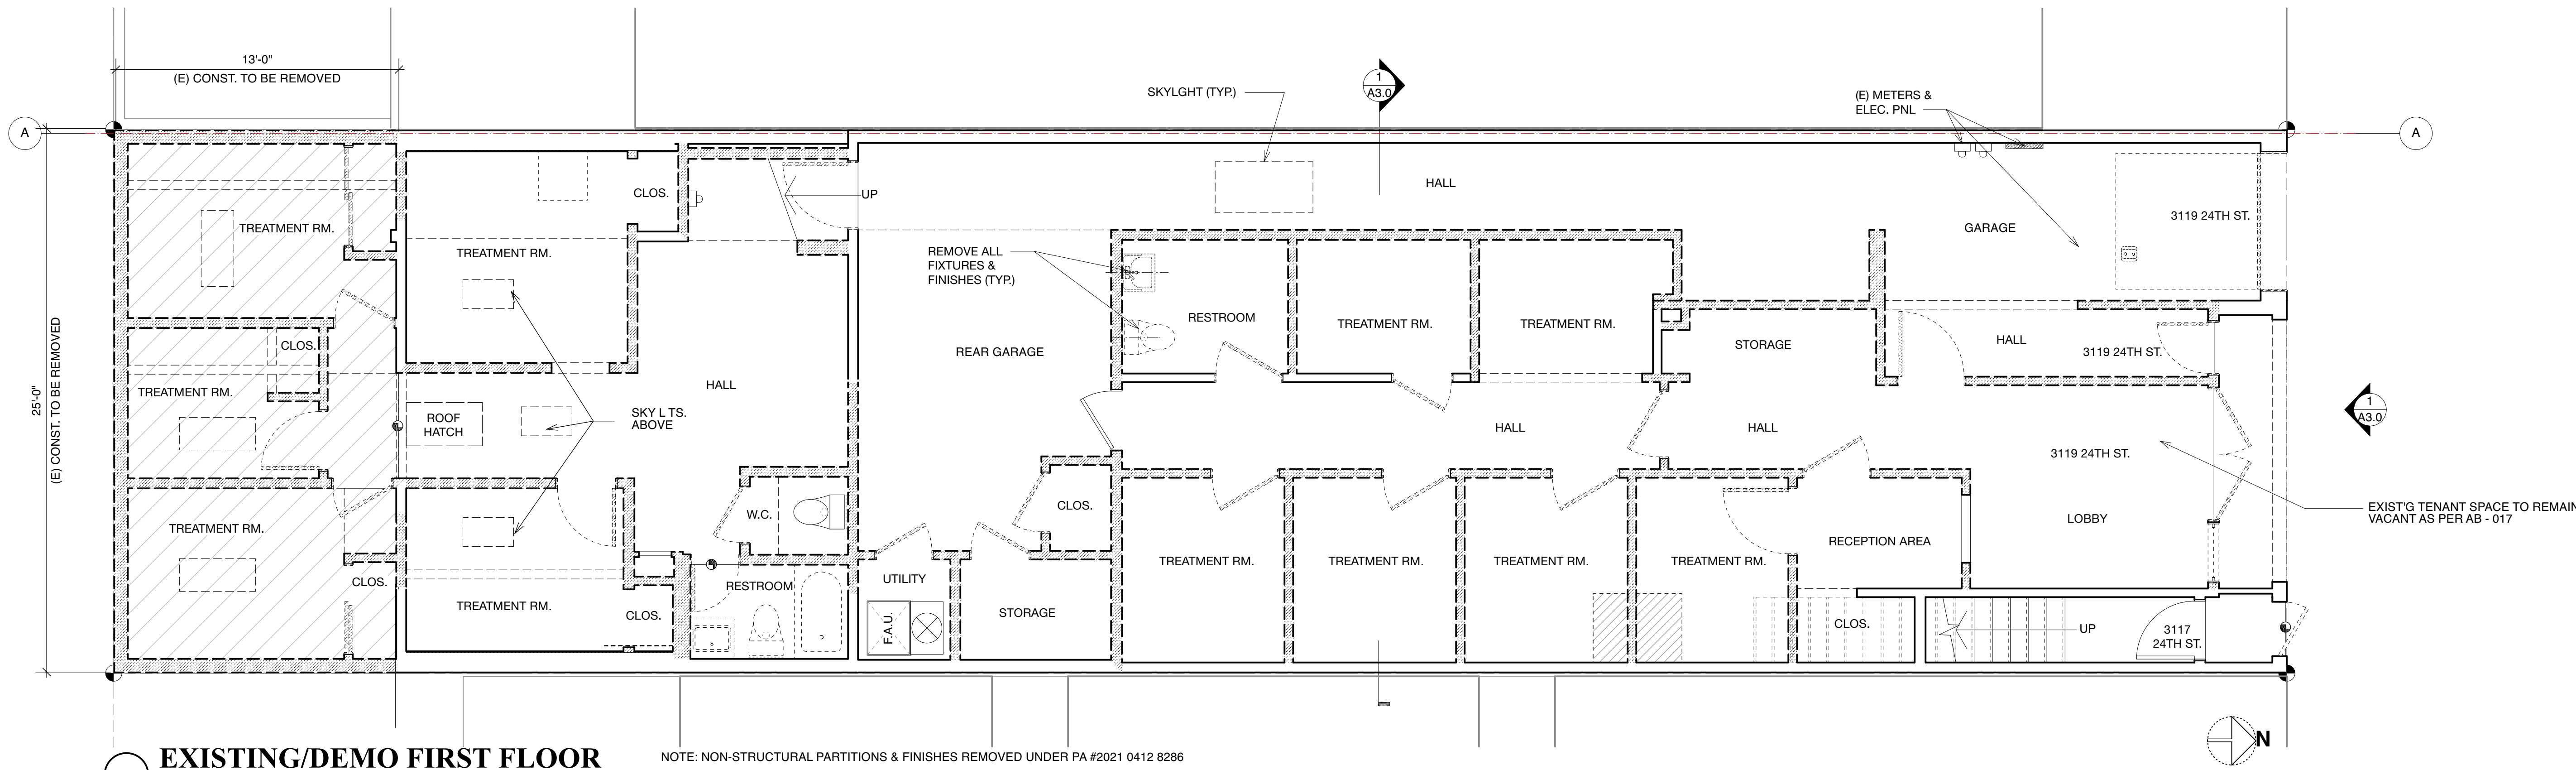 13'-0"
(E) CONST. TO BE REMOVED
SKYLGHT (TYP.)
1
A3.0
(E) METERS &
ELEC. PNL
A
A
HALL
UP
CLOS.
TREATMENT RM.
TREATMENT RM.
3119 24TH ST.
GARAGE
REMOVE ALL
FIXTURES &
FINISHES (TYP.)
RESTROOM
TREATMENT RM.
TREATMENT RM.
STORAGE
HALL
3119 24TH ST.
CLOS.
REAR GARAGE
25'-0"
(E) CONST. TO BE REMOVED
TREATMENT RM.
HALL
ROOF
HATCH
SKY L TS.
ABOVE
HALL
HALL
1
A3.0
3119 24TH ST.
EXIST'G TENANT SPACE TO REMAIN
VACANT AS PER AB - 017
LOBBY
TREATMENT RM.
W.C.
CLOS.
RECEPTION AREA
TREATMENT RM.
TREATMENT RM.
TREATMENT RM.
TREATMENT RM.
CLOS.
TREATMENT RM.
CLOS.
RESTROOM
UTILITY
F.A.U.
STORAGE
CLOS.
UP
3117
24TH ST.
N
EXISTING/DEMO FIRST FLOOR
NOTE: NON-STRUCTURAL PARTITIONS & FINISHES REMOVED UNDER PA #2021 0412 8286